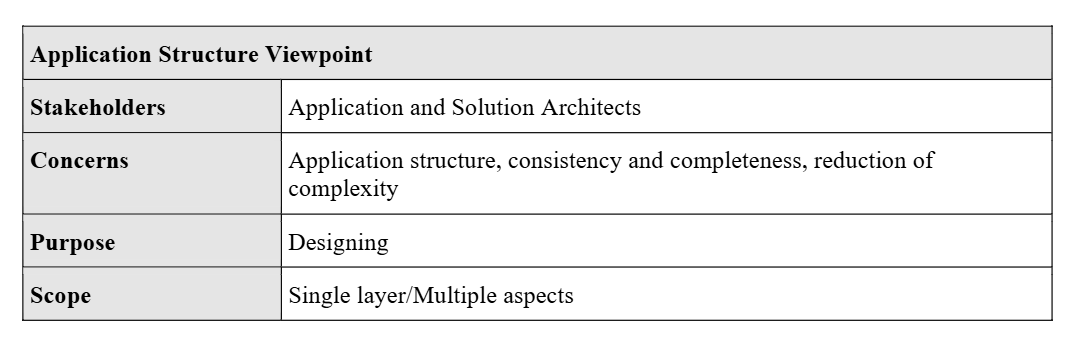 Application Structure Viewpoint
Stakeholders
Application and Solution Architects
Concerns
Application structure, consistency and completeness, reduction of
complexity
Purpose
Designing
Scope
Single layer/Multiple aspects